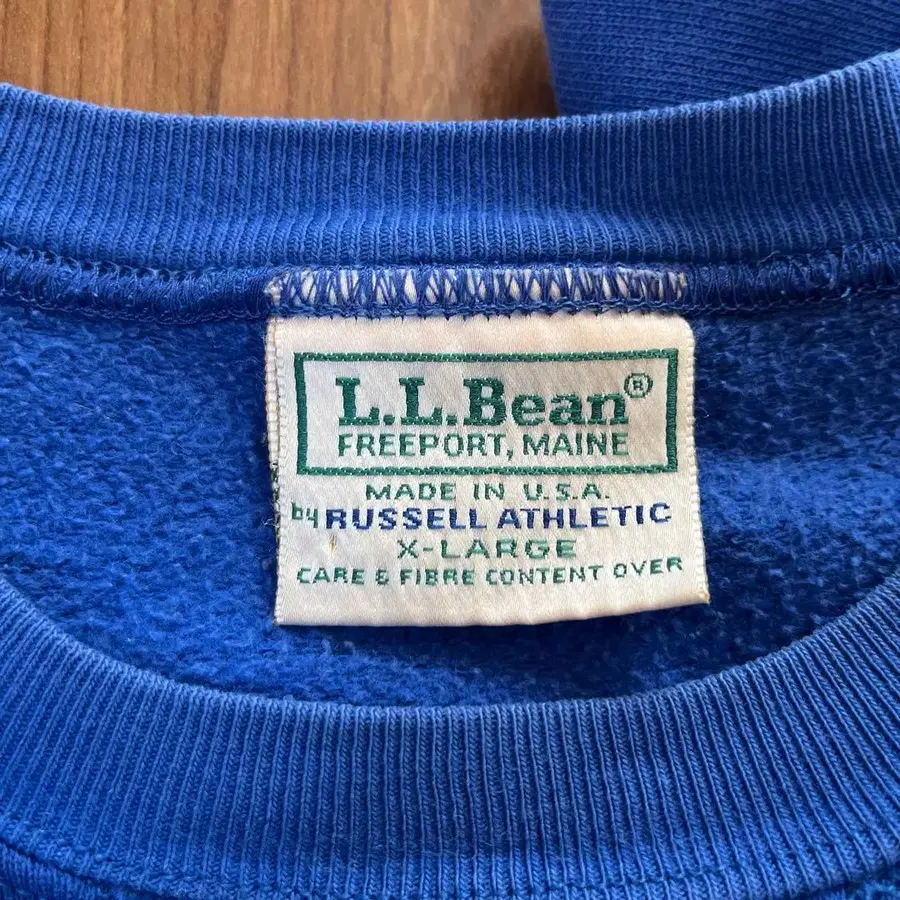 L.L.Bean®
FREEPORT, MAINE
MADE IN U.S.A.
by RUSSELL ATHLETIC
X-LARGE
CARE & FIBRE CONTENT OVER